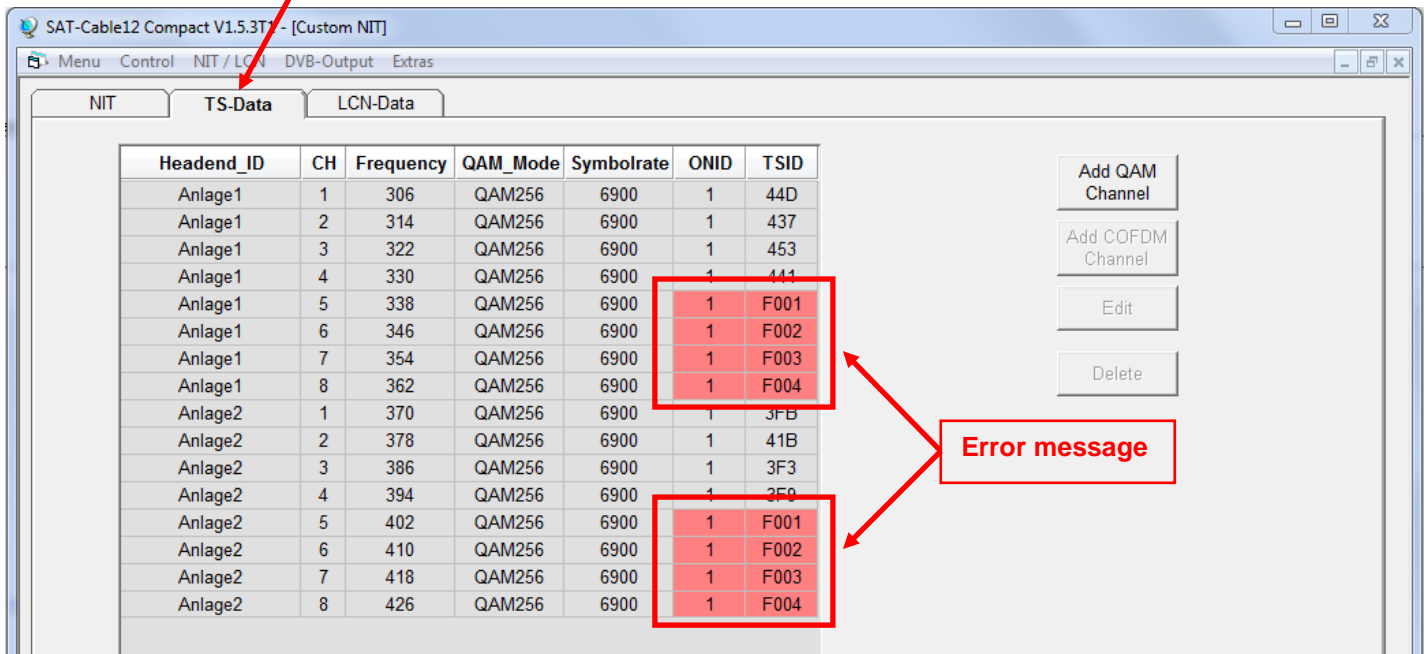 SAT-Cable12 Compact V1.5.3T1 - [Custom NIT]
Menu Control NIT / LCN DVB-Output Extras
NIT TS-Data LCN-Data
Headend_ID CH Frequency QAM_Mode Symbolrate ONID TSID
Anlage1 1 306 QAM256 6900 1 44D
Anlage1 2 314 QAM256 6900 1 437
Anlage1 3 322 QAM256 6900 1 453
Anlage1 4 330 QAM256 6900 1 441
Anlage1 5 338 QAM256 6900 1 F001
Anlage1 6 346 QAM256 6900 1 F002
Anlage1 7 354 QAM256 6900 1 F003
Anlage1 8 362 QAM256 6900 1 F004
Anlage2 1 370 QAM256 6900 1 3FB
Anlage2 2 378 QAM256 6900 1 41B
Anlage2 3 386 QAM256 6900 1 3F3
Anlage2 4 394 QAM256 6900 1 3F9
Anlage2 5 402 QAM256 6900 1 F001
Anlage2 6 410 QAM256 6900 1 F002
Anlage2 7 418 QAM256 6900 1 F003
Anlage2 8 426 QAM256 6900 1 F004
Add QAM
Channel
Add COFDM
Channel
Edit
Delete
Error message